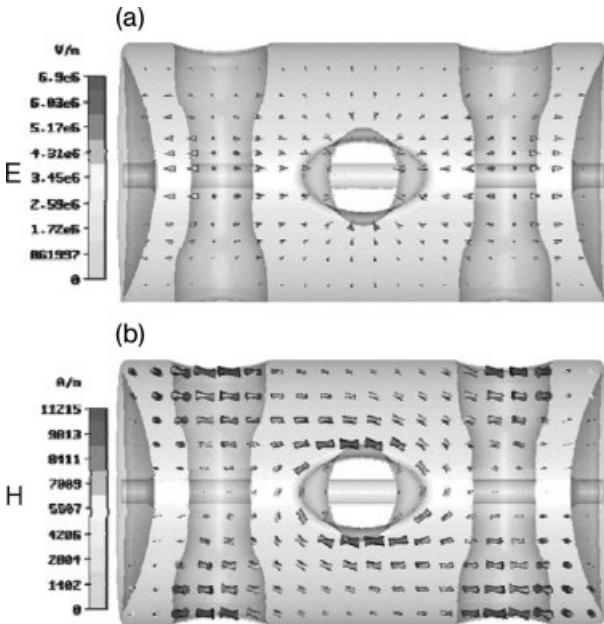 (a)
V/m
6.9e6
6.03e6
5.17e6
4.31e6
E
3.45e6
2.59e6
1.72e6
861997
0
(b)
A/m
11215
9813
8411
7009
H
5607
4206
2804
1402
0